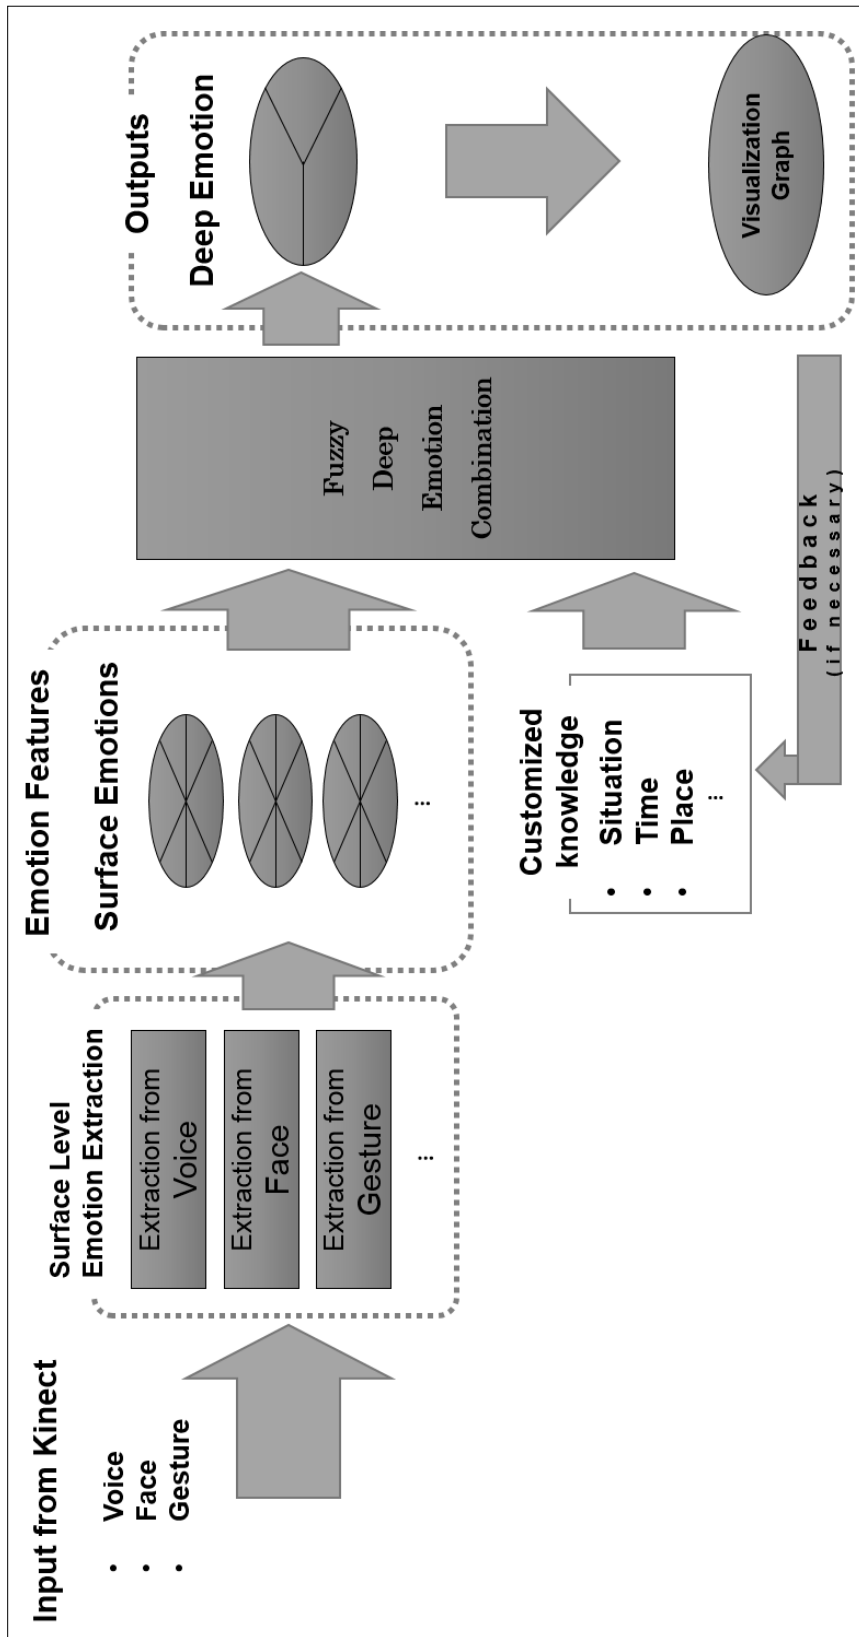 Input from Kinect
• Voice
• Face
• Gesture
Surface Level
Emotion Extraction
Extraction from
Voice
Extraction from
Face
Extraction from
Gesture
...
Emotion Features
Surface Emotions
...
Customized
knowledge
• Situation
• Time
• Place
...
Fuzzy
Deep
Emotion
Combination
Outputs
Deep Emotion
Visualization
Graph
Feedback
(if necessary)